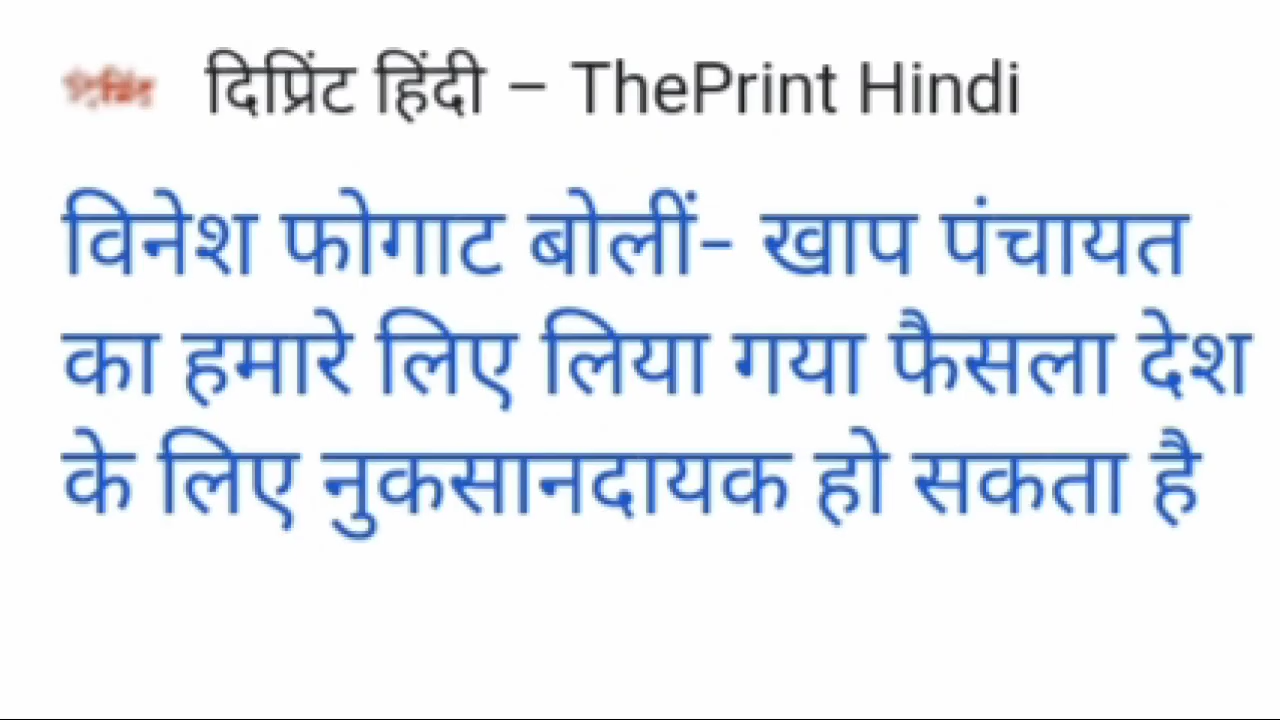 दिप्रिंट हिंदी – ThePrint Hindi
विनेश फोगाट बोलीं- खाप पंचायत
का हमारे लिए लिया गया फैसला देश
के लिए नुकसानदायक हो सकता है